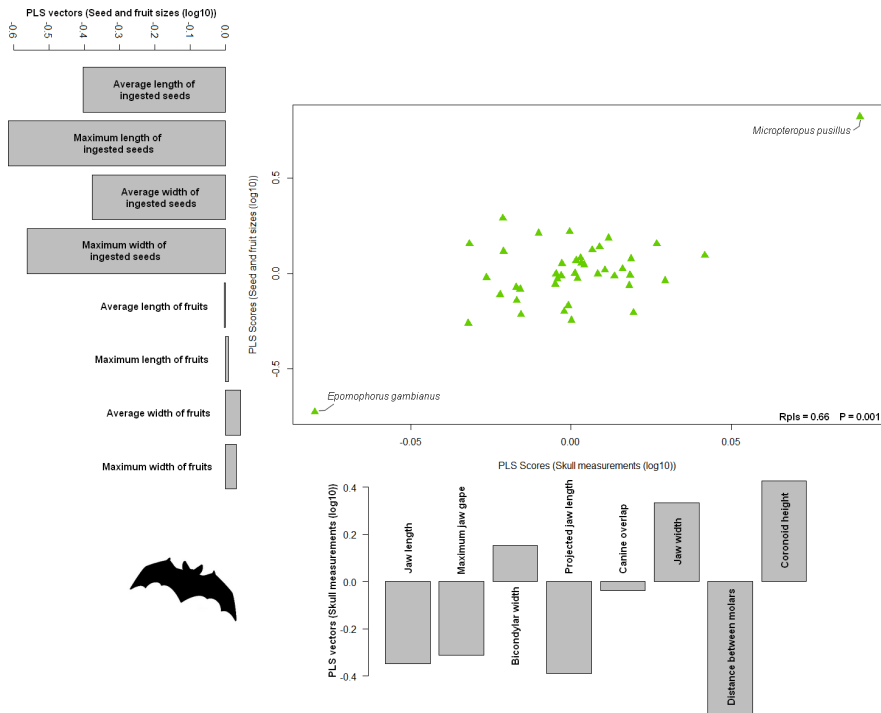 PLS vectors (Seed and fruit sizes (log10))
-0.6 -0.5 -0.4 -0.3 -0.2 -0.1 0.0
Average length of
ingested seeds
Maximum length of
ingested seeds
Average width of
ingested seeds
Maximum width of
ingested seeds
Average length of fruits
Maximum length of fruits
Average width of fruits
Maximum width of fruits
PLS Scores (Seed and fruit sizes (log10))
0.5
0.0
-0.5
Micropteropus pusillus
Epomophorus gambianus
Rpls = 0.66 P = 0.001
-0.05 0.00 0.05
PLS Scores (Skull measurements (log10))
PLS vectors (Skull measurements (log10))
0.4
0.2
0.0
-0.2
-0.4
Jaw length
Maximum jaw gape
Bicondylar width
Projected jaw length
Canine overlap
Jaw width
Distance between molars
Coronoid height